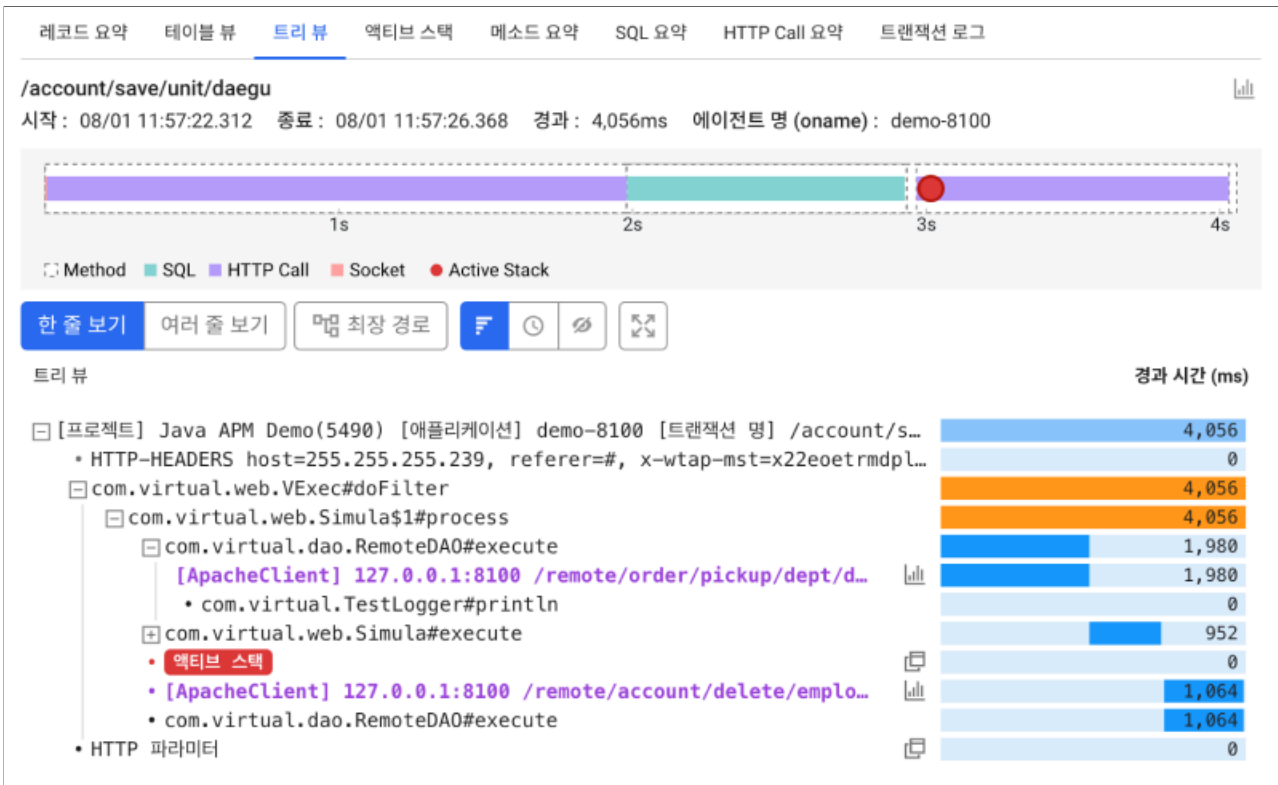 레코드 요약 테이블 뷰 트리 뷰 액티브 스택 메소드 요약 SQL 요약 HTTP Call 요약 트랜잭션 로그
/account/save/unit/daegu
시작 : 08/01 11:57:22.312 종료 : 08/01 11:57:26.368 경과 : 4,056ms 에이전트 명 (oname) : demo-8100
1s 2s 3s 4s
Method SQL HTTP Call Socket Active Stack
한 줄 보기 여러 줄 보기 최장 경로
트리 뷰 경과 시간 (ms)
[프로젝트] Java APM Demo(5490) [애플리케이션] demo-8100 [트랜잭션 명] /account/s… 4,056
HTTP-HEADERS host=255.255.255.239, referer=#, x-wtap-mst=x22eoetrmdpl… 0
com.virtual.web.VExec#doFilter 4,056
com.virtual.web.Simula$1#process 4,056
com.virtual.dao.RemoteDAO#execute 1,980
[ApacheClient] 127.0.0.1:8100 /remote/order/pickup/dept/d… 1,980
com.virtual.TestLogger#println 0
com.virtual.web.Simula#execute 952
액티브 스택 0
[ApacheClient] 127.0.0.1:8100 /remote/account/delete/emplo… 1,064
com.virtual.dao.RemoteDAO#execute 1,064
HTTP 파라미터 0